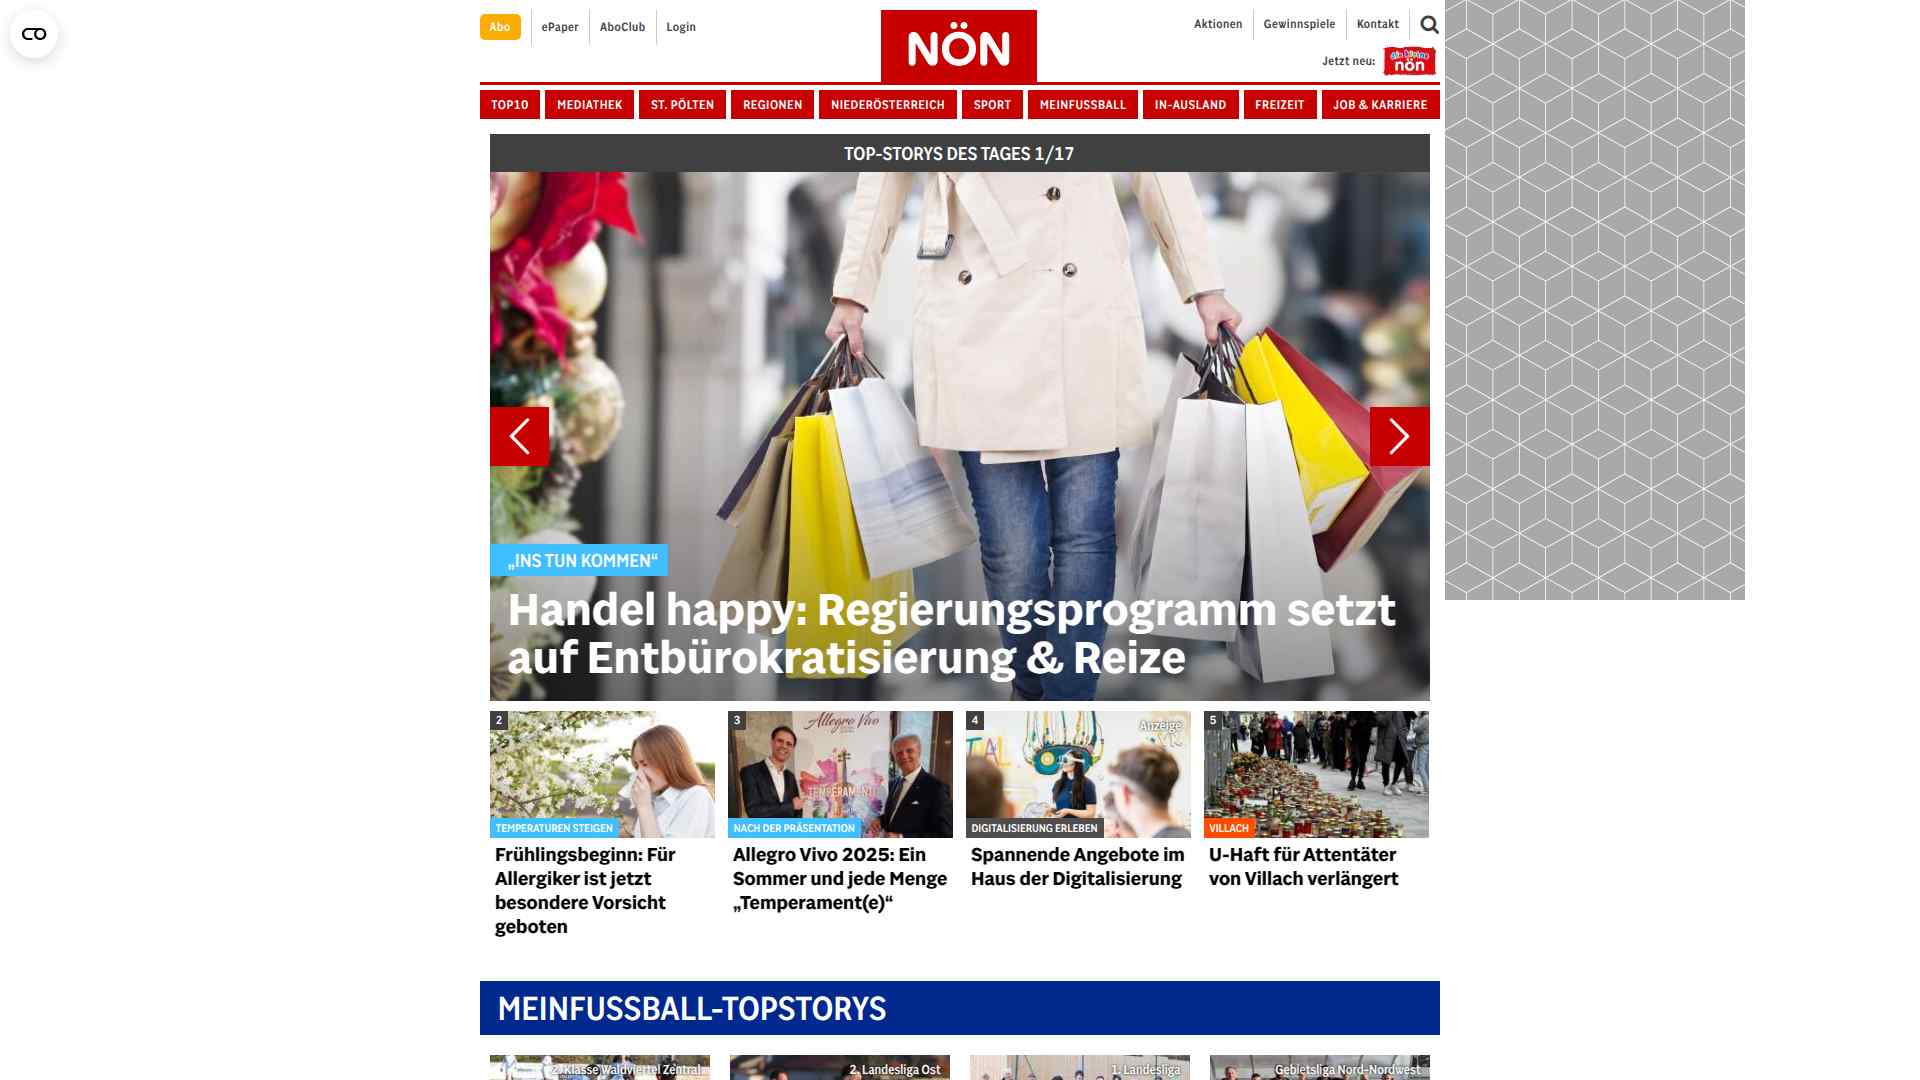 Abo
ePaper
AboClub
Login
NÖN
Aktionen
Gewinnspiele
Kontakt
Jetzt neu:
die kleine
nön
TOP10
MEDIATHEK
ST. PÖLTEN
REGIONEN
NIEDERÖSTERREICH
SPORT
MEINFUSSBALL
IN-AUSLAND
FREIZEIT
JOB & KARRIERE
TOP-STORYS DES TAGES 1/17
„INS TUN KOMMEN“
Handel happy: Regierungsprogramm setzt
auf Entbürokratisierung & Reize
2
TEMPERATUREN STEIGEN
Frühlingsbeginn: Für
Allergiker ist jetzt
besondere Vorsicht
geboten
3
Allegro Vivo
TEMPERAMENT
NACH DER PRÄSENTATION
Allegro Vivo 2025: Ein
Sommer und jede Menge
„Temperament(e)“
4
Anzeige
DIGITALISIERUNG ERLEBEN
Spannende Angebote im
Haus der Digitalisierung
5
VILLACH
U-Haft für Attentäter
von Villach verlängert
MEINFUSSBALL-TOPSTORYS
2. Klasse Waldviertel Zentral
2. Landesliga Ost
1. Landesliga
Gebietsliga Nord-Nordwest